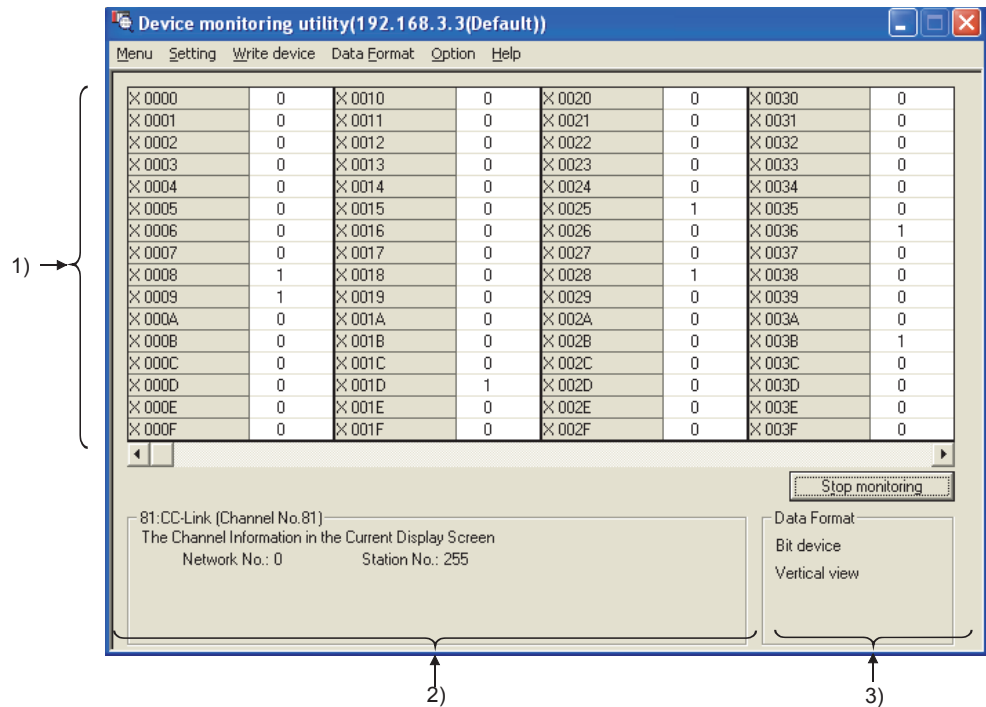 Device monitoring utility(192.168.3.3(Default))
Menu Setting Write device Data Format Option Help
X 0000 0 X 0010 0 X 0020 0 X 0030 0
X 0001 0 X 0011 0 X 0021 0 X 0031 0
X 0002 0 X 0012 0 X 0022 0 X 0032 0
X 0003 0 X 0013 0 X 0023 0 X 0033 0
X 0004 0 X 0014 0 X 0024 0 X 0034 0
X 0005 0 X 0015 0 X 0025 1 X 0035 0
X 0006 0 X 0016 0 X 0026 0 X 0036 1
X 0007 0 X 0017 0 X 0027 0 X 0037 0
1) X 0008 1 X 0018 0 X 0028 1 X 0038 0
X 0009 1 X 0019 0 X 0029 0 X 0039 0
X 000A 0 X 001A 0 X 002A 0 X 003A 0
X 000B 0 X 001B 0 X 002B 0 X 003B 1
X 000C 0 X 001C 0 X 002C 0 X 003C 0
X 000D 0 X 001D 1 X 002D 0 X 003D 0
X 000E 0 X 001E 0 X 002E 0 X 003E 0
X 000F 0 X 001F 0 X 002F 0 X 003F 0
Stop monitoring
81:CC-Link (Channel No.81)
The Channel Information in the Current Display Screen
Network No.: 0 Station No.: 255
Data Format
Bit device
Vertical view
2) 3)